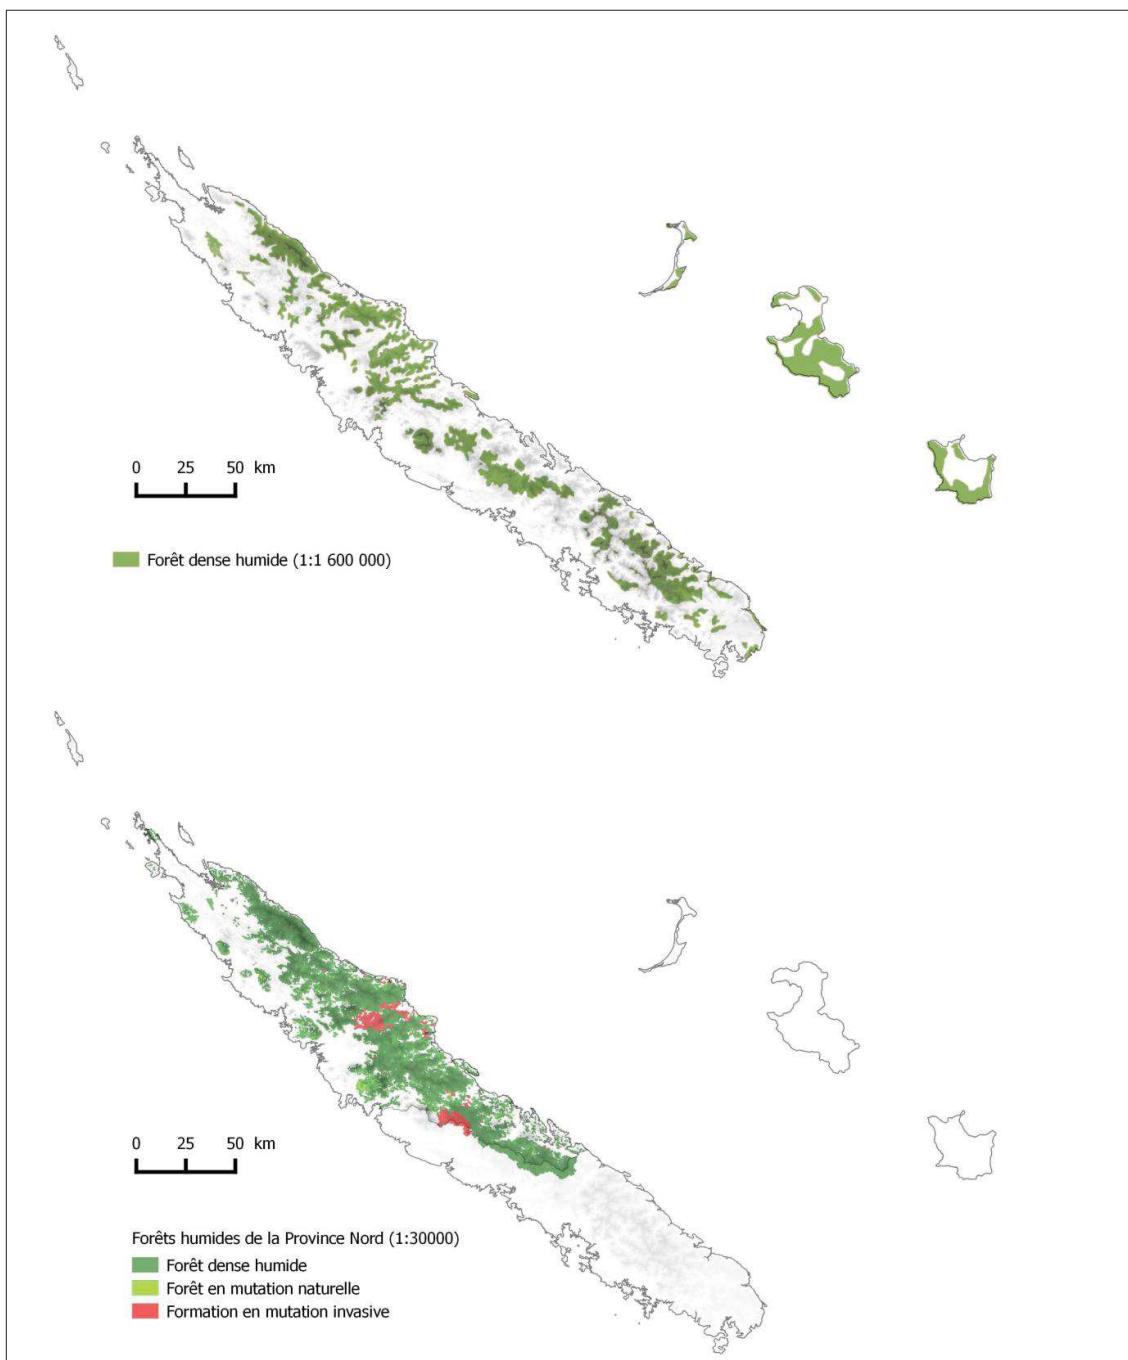 0 25 50 km
Forêt dense humide (1:1 600 000)
0 25 50 km
Forêts humides de la Province Nord (1:30000)
Forêt dense humide
Forêt en mutation naturelle
Formation en mutation invasive